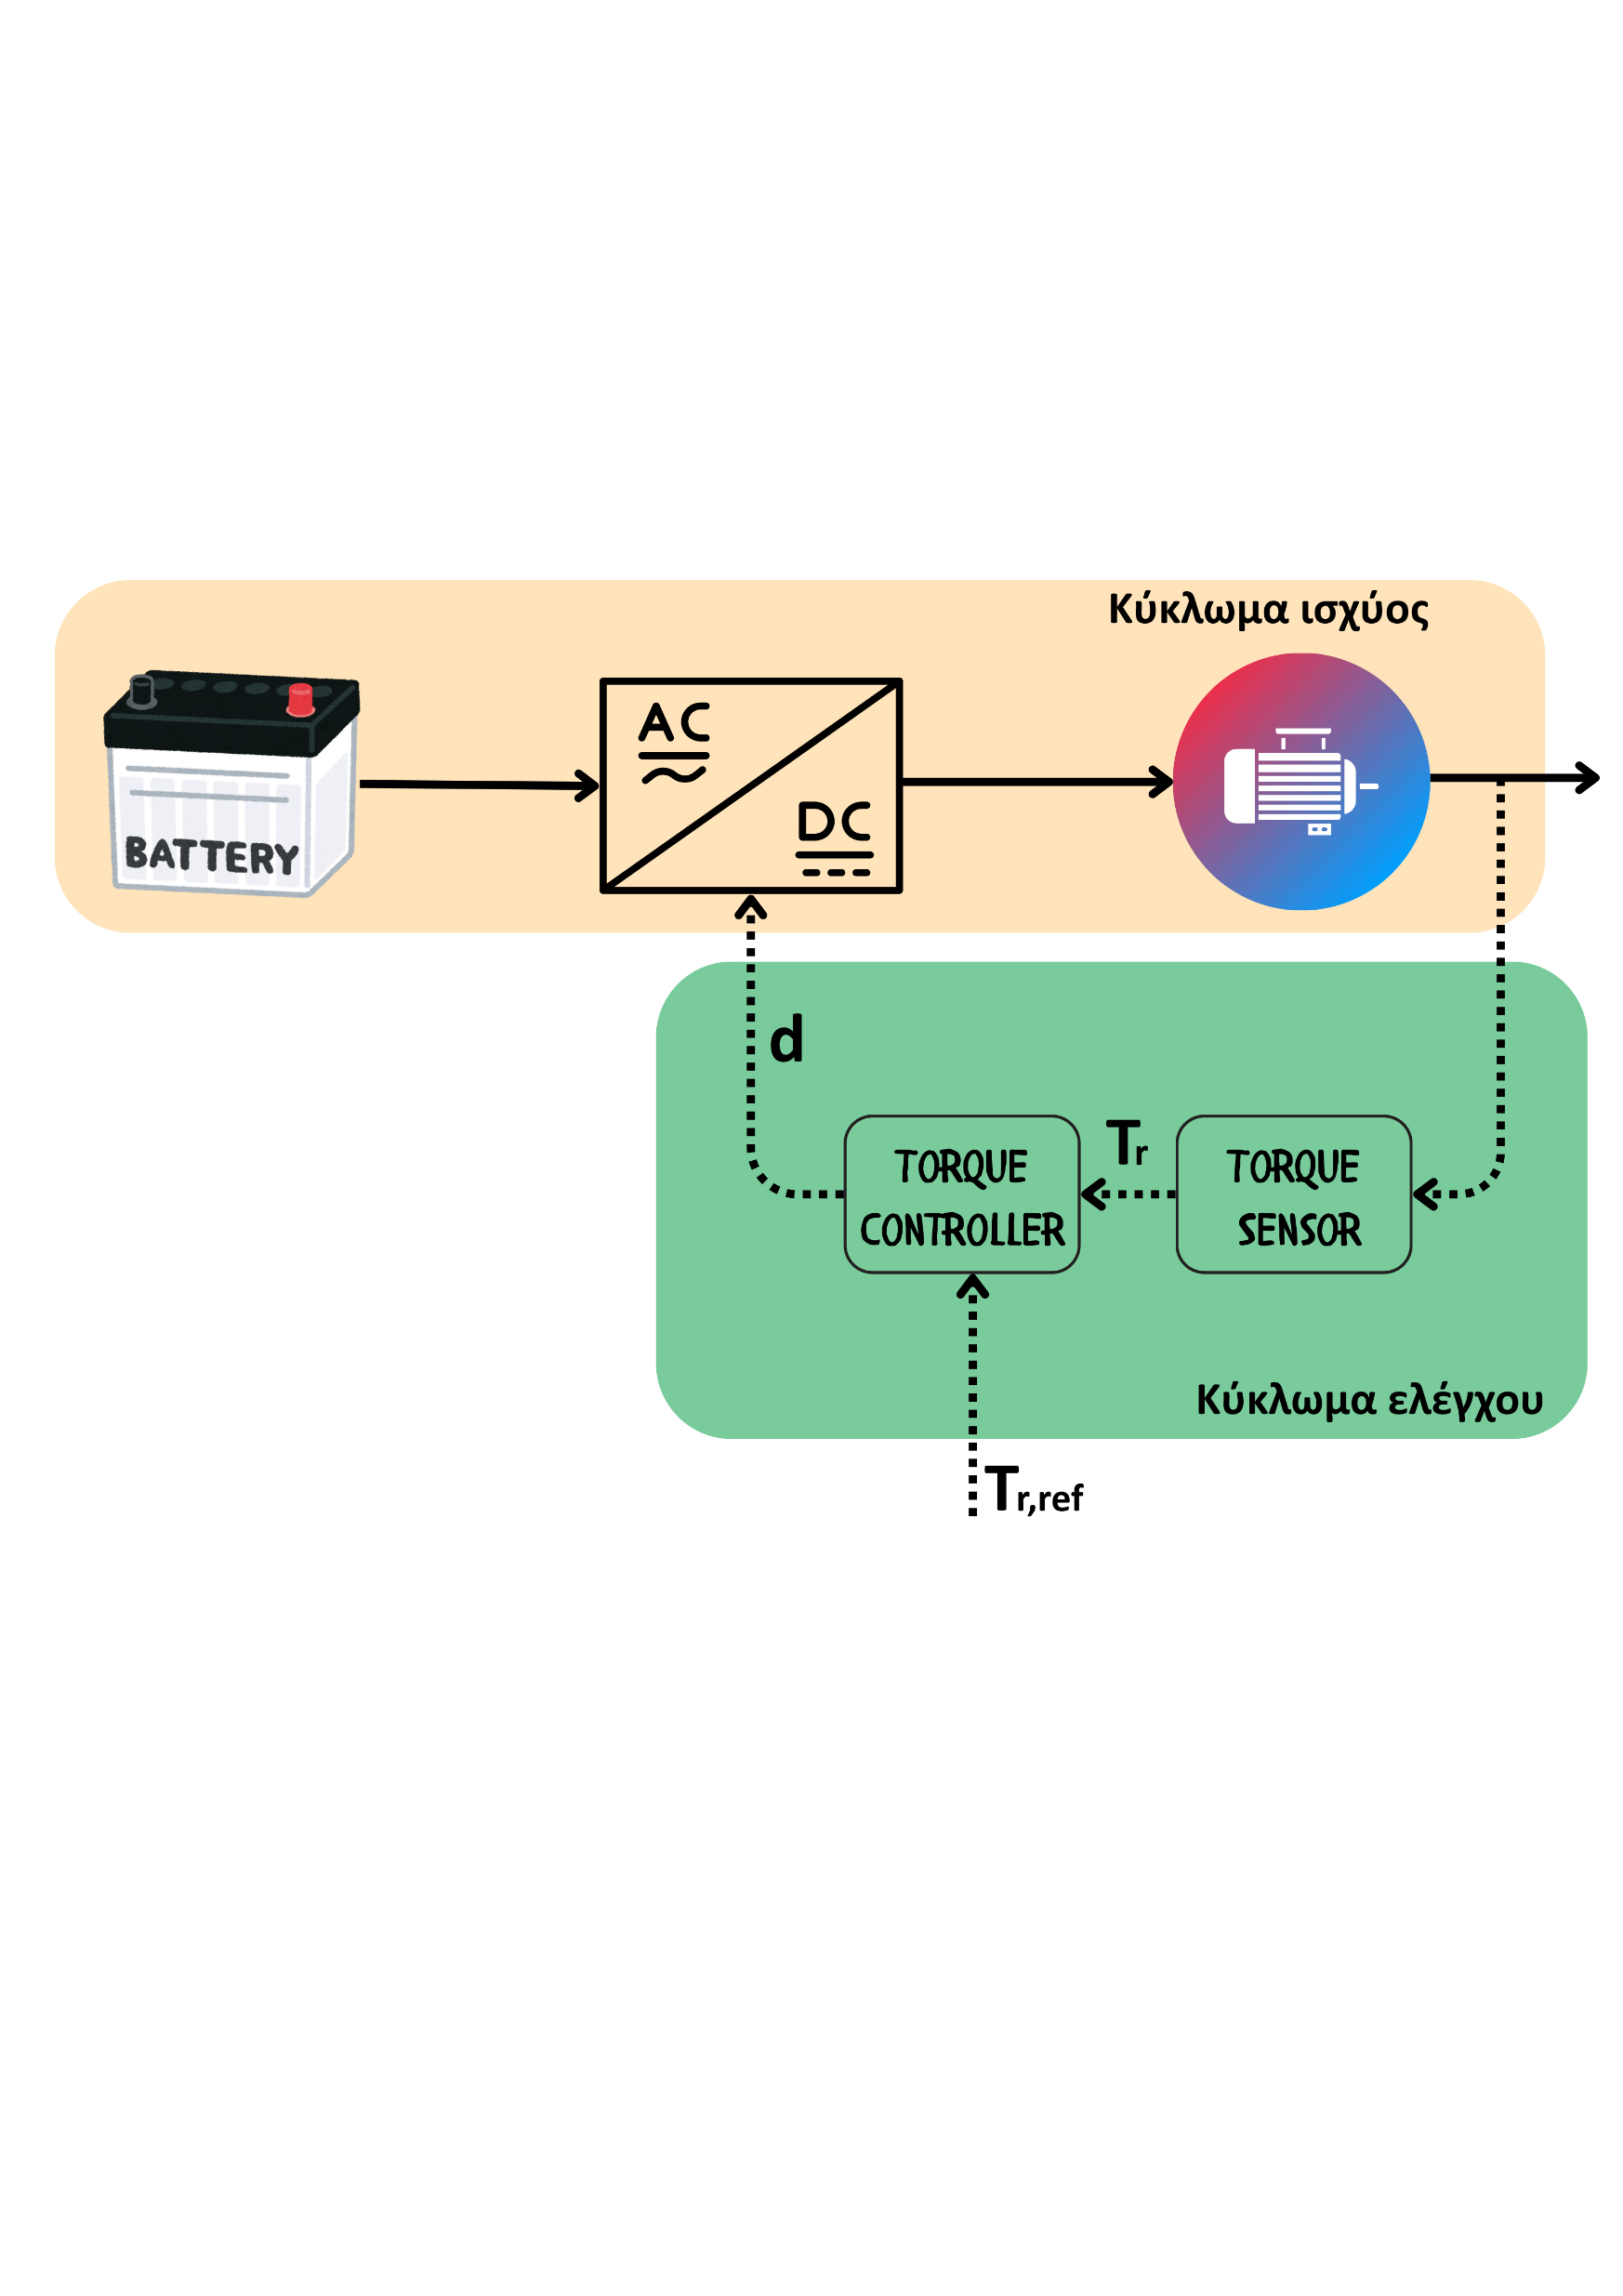 Κύκλωμα ισχύος
AC
DC
BATTERY
d
Tr
TORQUE
CONTROLLER
TORQUE
SENSOR
Κύκλωμα ελέγχου
Tr,ref